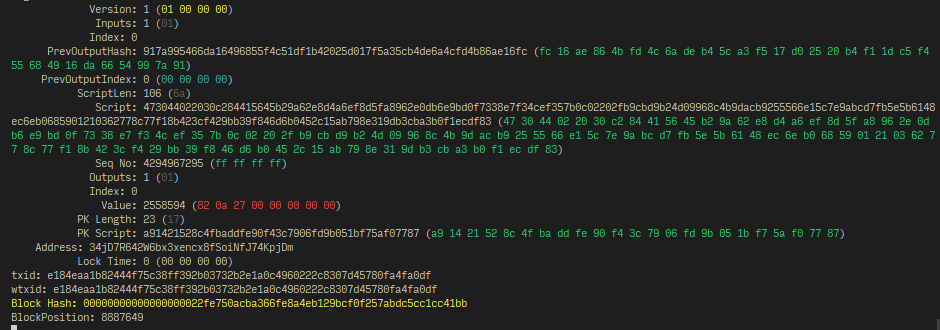 Version: 1 (01 00 00 00)
Inputs: 1 (01)
Index: 0
PrevOutputHash: 917a995466da16496855f4c51df1b42025d017f5a35cb4de6a4cfd4b86ae16fc (fc 16 ae 86 4b fd 4c 6a de b4 5c a3 f5 17 d0 25 20 b4 f1 1d c5 f4
55 68 49 16 da 66 54 99 7a 91)
PrevOutputIndex: 0 (00 00 00 00)
ScriptLen: 106 (6a)
Script: 473044022030c284415645b29a62e8d4a6ef8d5fa8962e0db6e9bd0f7338e7f34cef357b0c02202fb9cbd9b24d09968c4b9dacb9255566e15c7e9abcd7fb5e5b6148
ec6eb0685901210362778c77f18b423cf429bb39f846d6b0452c15ab798e319db3cba3b0f1ecdf83 (47 30 44 02 20 30 c2 84 41 56 45 b2 9a 62 e8 d4 a6 ef 8d 5f a8 96 2e 0d
b6 e9 bd 0f 73 38 e7 f3 4c ef 35 7b 0c 02 20 2f b9 cb d9 b2 4d 09 96 8c 4b 9d ac b9 25 55 66 e1 5c 7e 9a bc d7 fb 5e 5b 61 48 ec 6e b0 68 59 01 21 03 62 7
7 8c 77 f1 8b 42 3c f4 29 bb 39 f8 46 d6 b0 45 2c 15 ab 79 8e 31 9d b3 cb a3 b0 f1 ec df 83)
Seq No: 4294967295 (ff ff ff ff)
Outputs: 1 (01)
Index: 0
Value: 2558594 (82 0a 27 00 00 00 00 00)
PK Length: 23 (17)
PK Script: a91421528c4fbaddfe90f43c7906fd9b051bf75af07787 (a9 14 21 52 8c 4f ba dd fe 90 f4 3c 79 06 fd 9b 05 1b f7 5a f0 77 87)
Address: 34jD7R642W6bx3xencx8fSoiNfJ74KpjDm
Lock Time: 0 (00 00 00 00)
txid: e184eaa1b82444f75c38ff392b03732b2e1a0c4960222c8307d45780fa4fa0df
wtxid: e184eaa1b82444f75c38ff392b03732b2e1a0c4960222c8307d45780fa4fa0df
Block Hash: 00000000000000000022fe750acba366fe8a4eb129bcf0f257abdc5cc1cc41bb
BlockPosition: 8887649